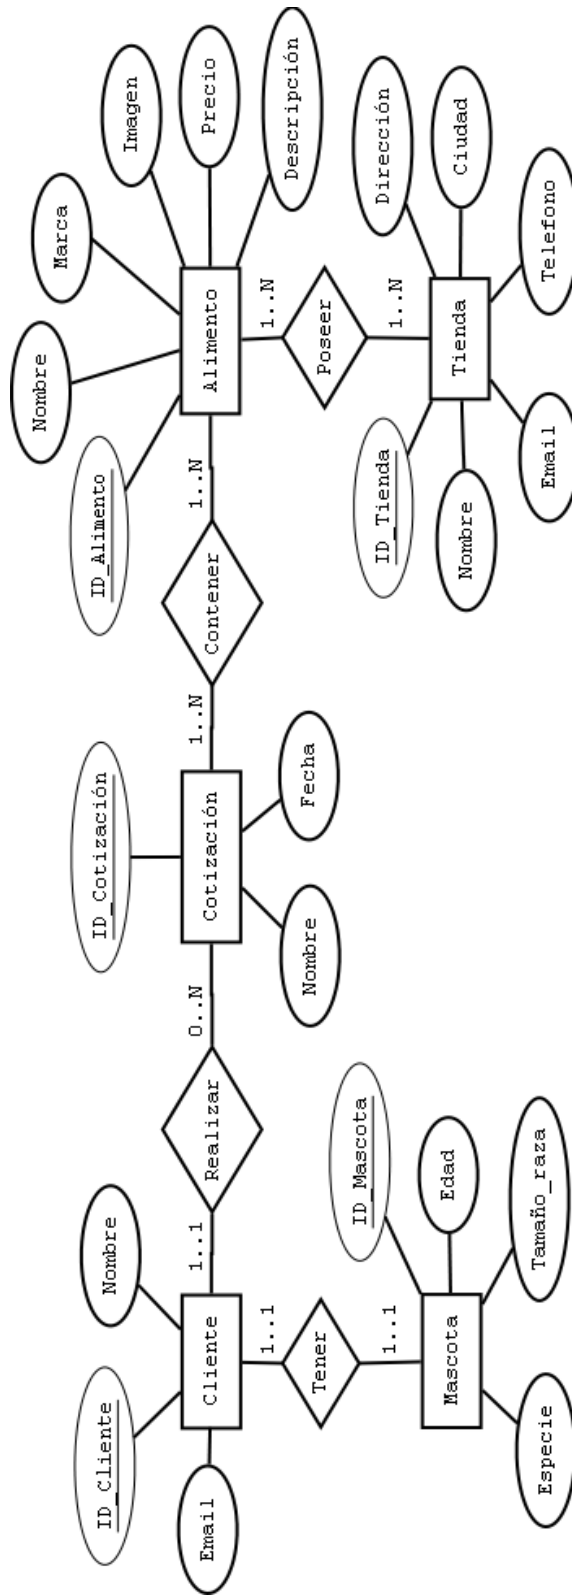 ID_Cliente
Nombre
Email
Cliente
1..1
Realizar
0..N
1..1
Tener
1..1
Mascota
ID_Mascota
Edad
Tamaño_raza
Especie
ID_Cotización
Cotización
Nombre
Fecha
1..N
Contener
1..N
ID_Alimento
Nombre
Marca
Imagen
Precio
Descripción
Alimento
1..N
Poseer
1..N
ID_Tienda
Dirección
Nombre
Tienda
Ciudad
Email
Telefono